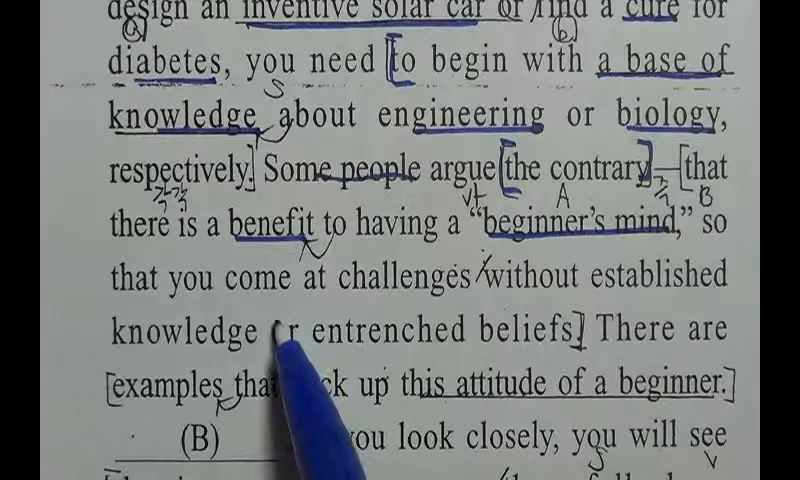 design an inventive solar car or find a cure for
diabetes, you need to begin with a base of
knowledge about engineering or biology,
respectively. Some people argue the contrary—that
there is a benefit to having a “beginner’s mind,” so
that you come at challenges without established
knowledge or entrenched beliefs. There are
examples that up this attitude of a beginner.
(B) you look closely, you will see